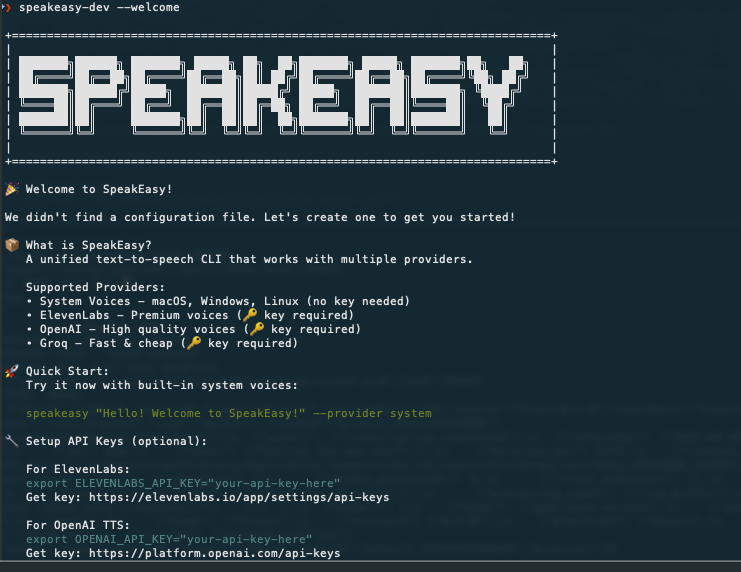 ❯ speakeasy-dev --welcome
+=============================================================================+
SPEAKEASY
+=============================================================================+
🎉 Welcome to SpeakEasy!
We didn't find a configuration file. Let's create one to get you started!
📦 What is SpeakEasy?
A unified text-to-speech CLI that works with multiple providers.
Supported Providers:
• System Voices – macOS, Windows, Linux (no key needed)
• ElevenLabs – Premium voices (🔑 key required)
• OpenAI – High quality voices (🔑 key required)
• Groq – Fast & cheap (🔑 key required)
🚀 Quick Start:
Try it now with built-in system voices:
speakeasy "Hello! Welcome to SpeakEasy!" --provider system
🔧 Setup API Keys (optional):
For ElevenLabs:
export ELEVENLABS_API_KEY="your-api-key-here"
Get key: https://elevenlabs.io/app/settings/api-keys
For OpenAI TTS:
export OPENAI_API_KEY="your-api-key-here"
Get key: https://platform.openai.com/api-keys